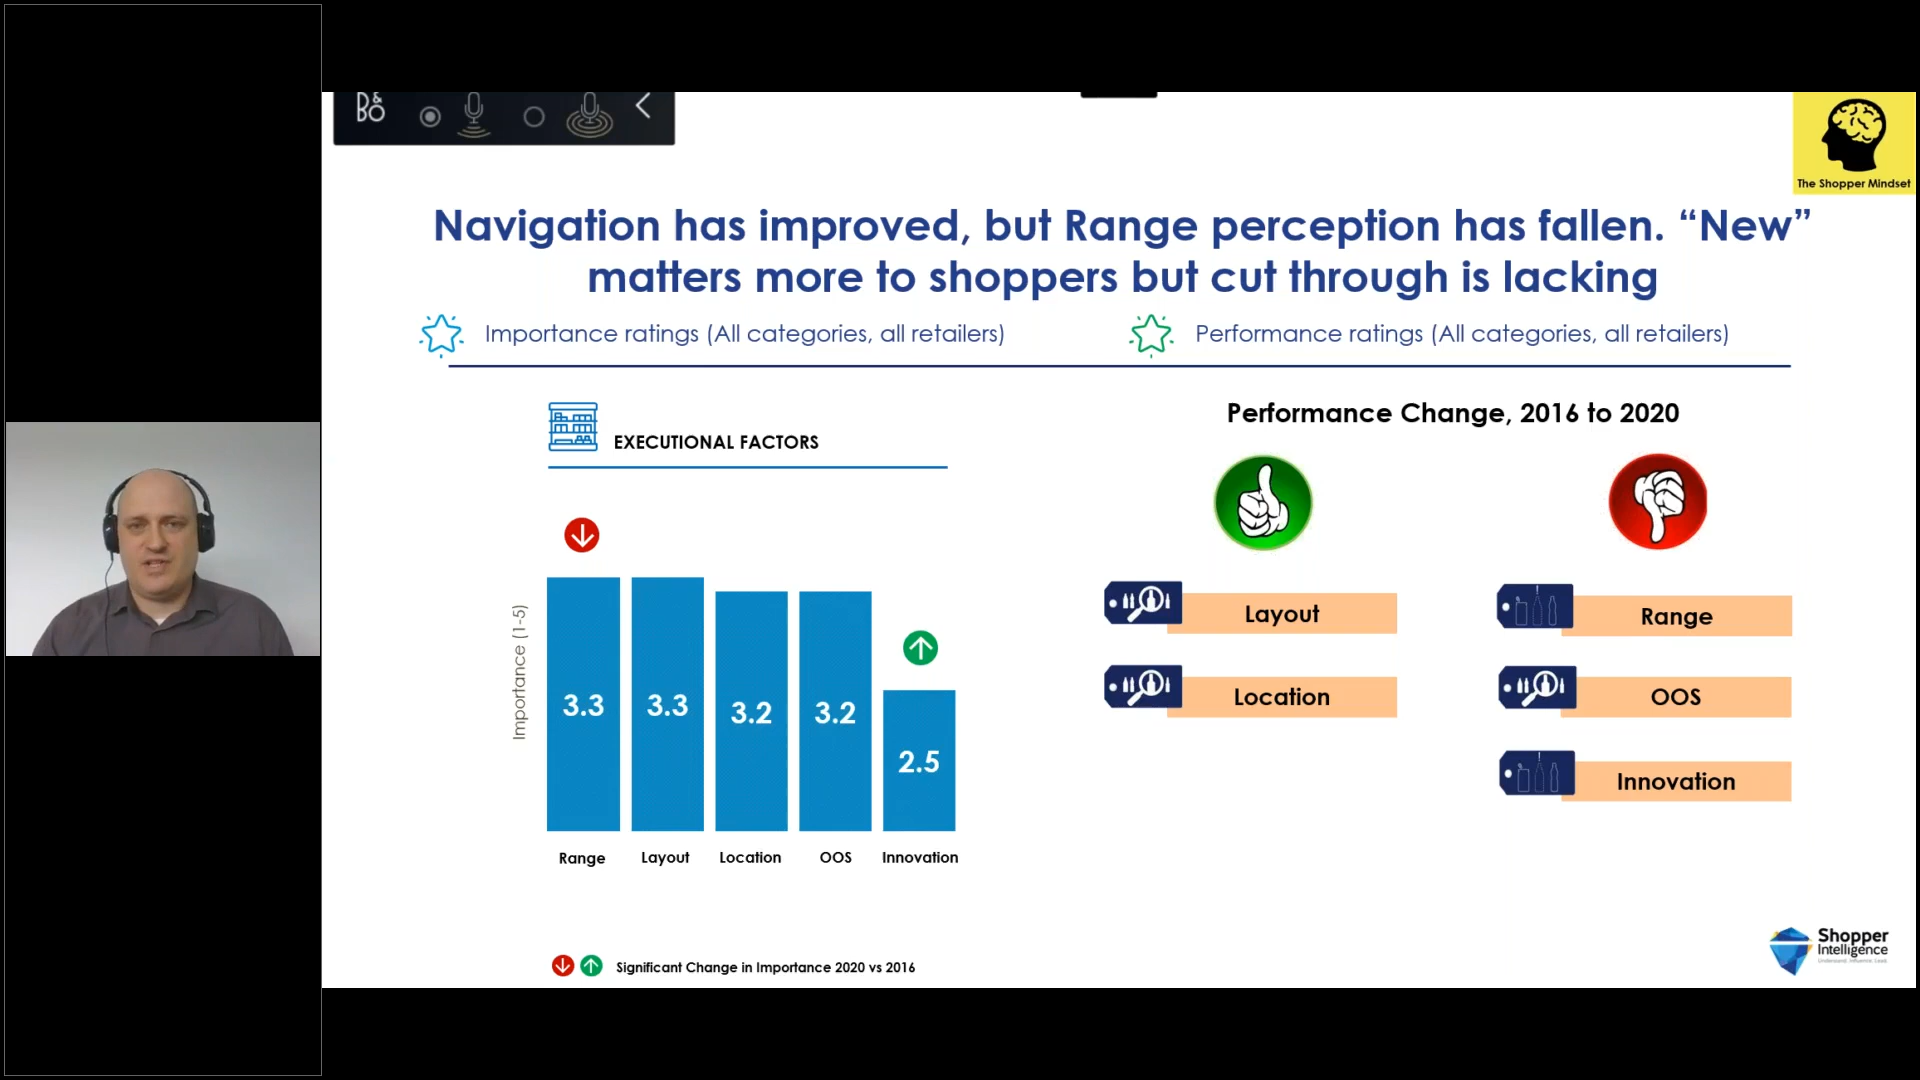 B&O
The Shopper Mindset
Navigation has improved, but Range perception has fallen. “New”
matters more to shoppers but cut through is lacking
Importance ratings (All categories, all retailers)
Performance ratings (All categories, all retailers)
EXECUTIONAL FACTORS
Importance (1-5)
3.3
3.3
3.2
3.2
2.5
Range
Layout
Location
OOS
Innovation
Significant Change in Importance 2020 vs 2016
Performance Change, 2016 to 2020
Layout
Location
Range
OOS
Innovation
Shopper
Intelligence
Understand. Influence. Lead.